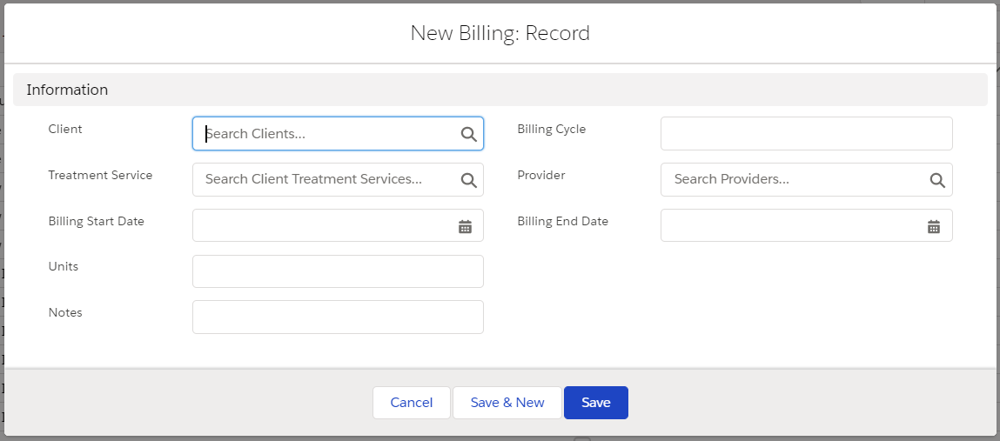 New Billing: Record
Information
Client
Search Clients...
Billing Cycle
Treatment Service
Search Client Treatment Services...
Provider
Search Providers...
Billing Start Date
Billing End Date
Units
Notes
Cancel
Save & New
Save